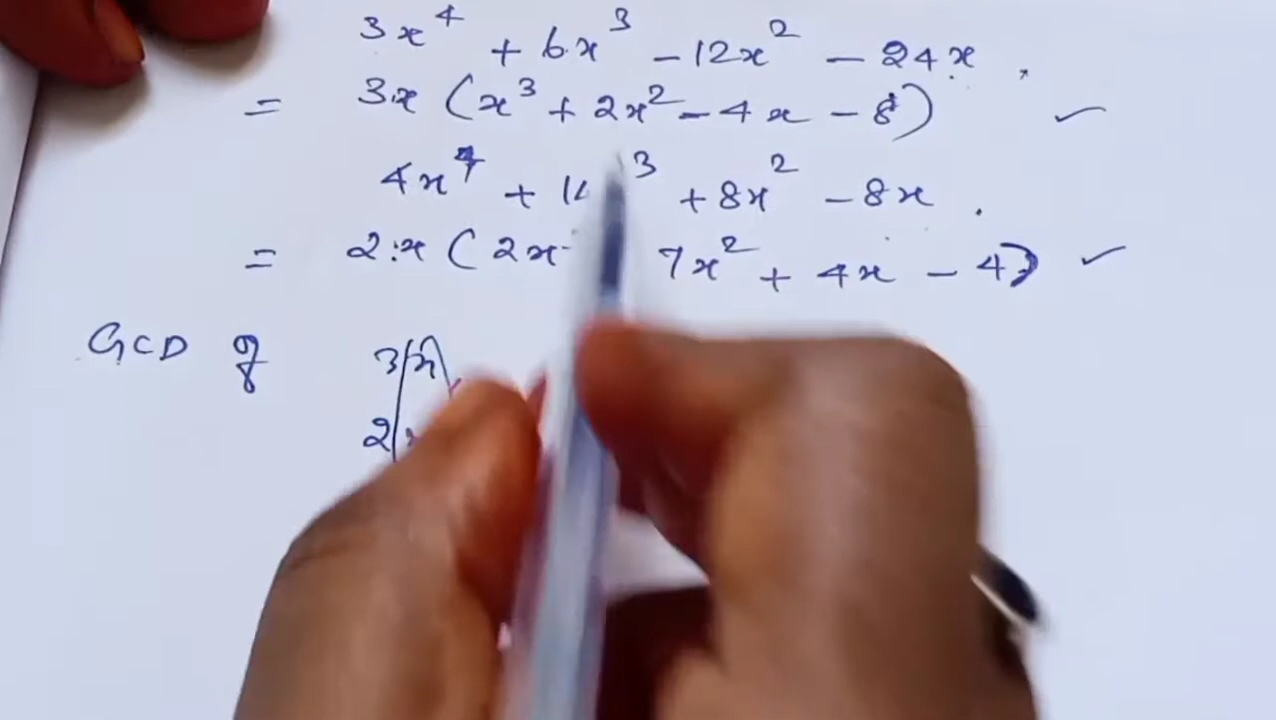 3x⁴ + 6x³ - 12x² - 24x .
= 3x (x³ + 2x² - 4x - 8) ✓
4x⁴ + 1 ³ + 8x² - 8x .
= 2x (2x 7x² + 4x - 4) ✓
GCD of 3x
2